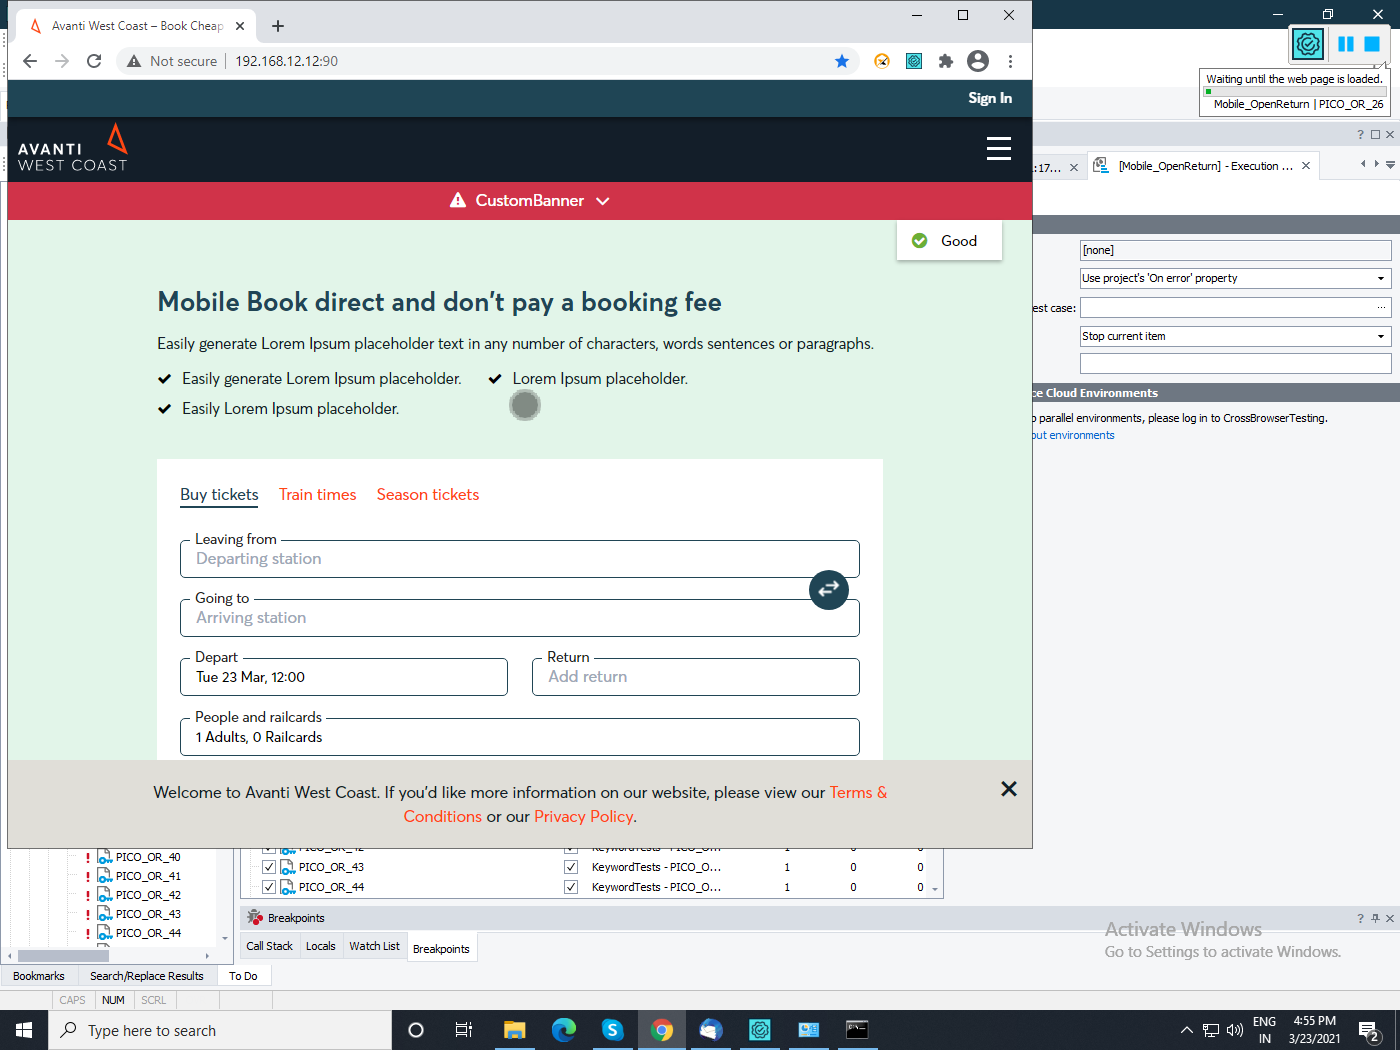 Avanti West Coast – Book Cheap
Not secure
192.168.12.12:90
Waiting until the web page is loaded.
Mobile_OpenReturn | PICO_OR_26
Sign In
AVANTI
WEST COAST
CustomBanner
:17...
[Mobile_OpenReturn] - Execution ...
Good
[none]
Use project's 'On error' property
est case:
Stop current item
Mobile Book direct and don't pay a booking fee
Easily generate Lorem Ipsum placeholder text in any number of characters, words sentences or paragraphs.
Easily generate Lorem Ipsum placeholder.
Lorem Ipsum placeholder.
Easily Lorem Ipsum placeholder.
ce Cloud Environments
parallel environments, please log in to CrossBrowserTesting.
out environments
Buy tickets
Train times
Season tickets
Leaving from
Departing station
Going to
Arriving station
Depart
Tue 23 Mar, 12:00
Return
Add return
People and railcards
1 Adults, 0 Railcards
Welcome to Avanti West Coast. If you'd like more information on our website, please view our Terms &
Conditions or our Privacy Policy.
PICO_OR_40
PICO_OR_41
PICO_OR_42
PICO_OR_43
PICO_OR_44
PICO_OR_43 KeywordTests - PICO_O... 1 0 0
PICO_OR_44 KeywordTests - PICO_O... 1 0 0
Breakpoints
Call Stack
Locals
Watch List
Breakpoints
Activate Windows
Go to Settings to activate Windows.
Bookmarks
Search/Replace Results
To Do
CAPS
NUM
SCRL
Type here to search
ENG
IN
4:55 PM
3/23/2021
2